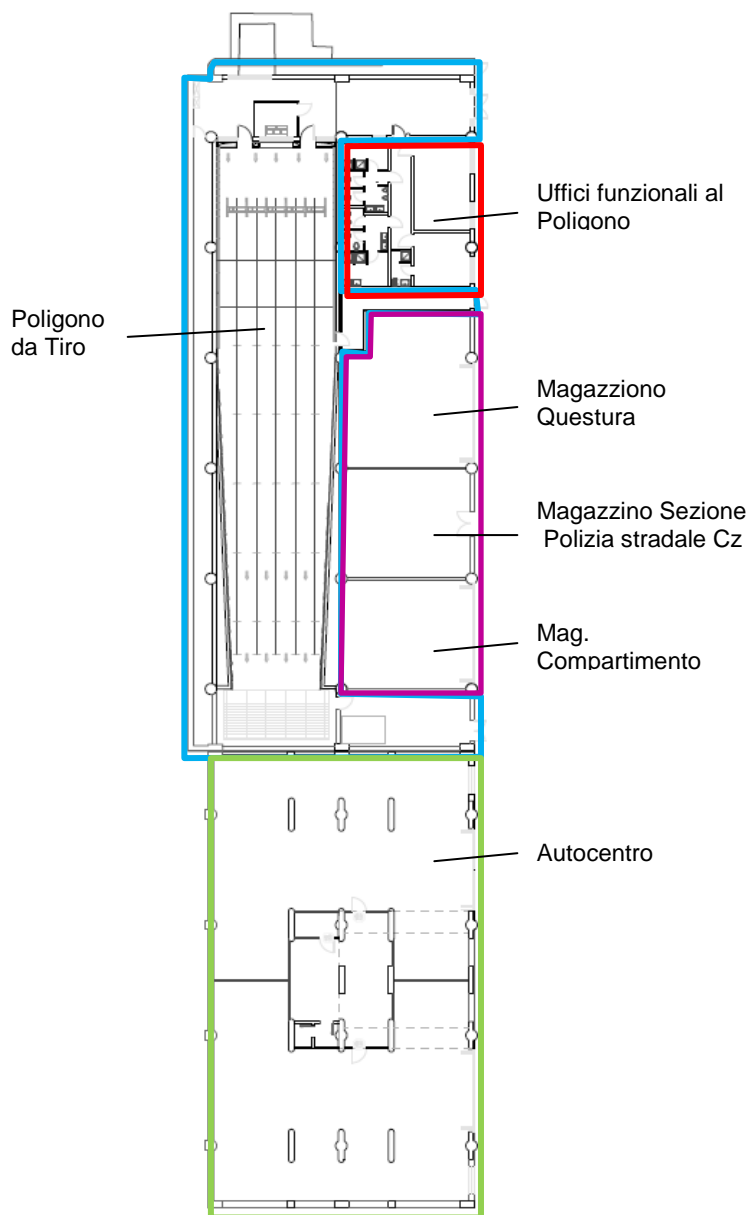 Uffici funzionali al
Poligono
Poligono
da Tiro
Magazziono
Questura
Magazzino Sezione
Polizia stradale Cz
Mag.
Compartimento
Autocentro